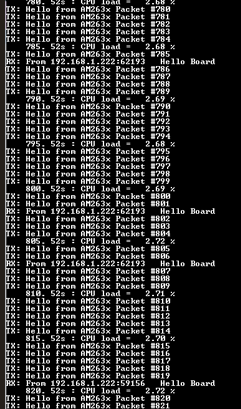 780. 52s : CPU load =   2.68 %
TX: Hello from AM263x Packet #780
TX: Hello from AM263x Packet #781
TX: Hello from AM263x Packet #782
TX: Hello from AM263x Packet #783
TX: Hello from AM263x Packet #784
785. 52s : CPU load =   2.68 %
TX: Hello from AM263x Packet #785
RX: From 192.168.1.222:62193   Hello Board
TX: Hello from AM263x Packet #786
TX: Hello from AM263x Packet #787
TX: Hello from AM263x Packet #788
TX: Hello from AM263x Packet #789
790. 52s : CPU load =   2.69 %
TX: Hello from AM263x Packet #790
TX: Hello from AM263x Packet #791
TX: Hello from AM263x Packet #792
TX: Hello from AM263x Packet #793
TX: Hello from AM263x Packet #794
795. 52s : CPU load =   2.68 %
TX: Hello from AM263x Packet #795
TX: Hello from AM263x Packet #796
TX: Hello from AM263x Packet #797
TX: Hello from AM263x Packet #798
TX: Hello from AM263x Packet #799
800. 52s : CPU load =   2.69 %
TX: Hello from AM263x Packet #800
TX: Hello from AM263x Packet #801
RX: From 192.168.1.222:62193   Hello Board
TX: Hello from AM263x Packet #802
TX: Hello from AM263x Packet #803
TX: Hello from AM263x Packet #804
805. 52s : CPU load =   2.72 %
TX: Hello from AM263x Packet #805
TX: Hello from AM263x Packet #806
RX: From 192.168.1.222:62193   Hello Board
TX: Hello from AM263x Packet #807
TX: Hello from AM263x Packet #808
TX: Hello from AM263x Packet #809
810. 52s : CPU load =   2.71 %
TX: Hello from AM263x Packet #810
TX: Hello from AM263x Packet #811
TX: Hello from AM263x Packet #812
TX: Hello from AM263x Packet #813
TX: Hello from AM263x Packet #814
815. 52s : CPU load =   2.70 %
TX: Hello from AM263x Packet #815
TX: Hello from AM263x Packet #816
TX: Hello from AM263x Packet #817
TX: Hello from AM263x Packet #818
TX: Hello from AM263x Packet #819
RX: From 192.168.1.222:59156   Hello Board
820. 52s : CPU load =   2.72 %
TX: Hello from AM263x Packet #820
TX: Hello from AM263x Packet #821